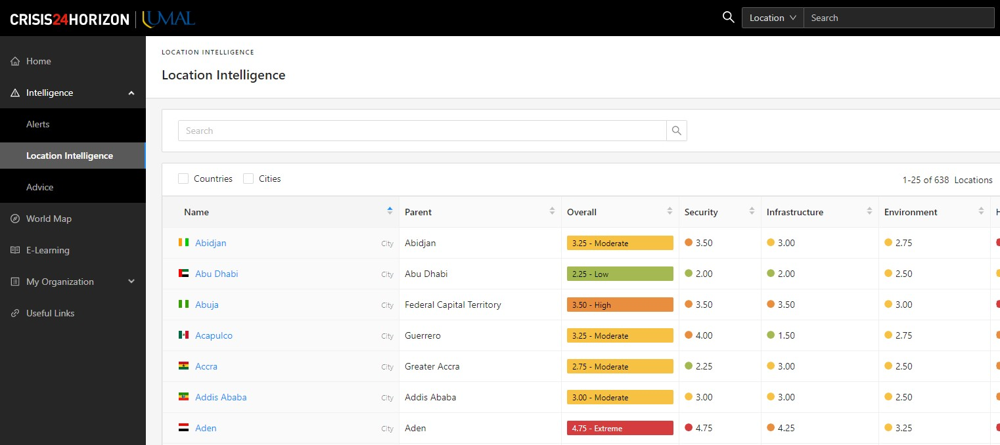 CRISIS24HORIZON | UMAL
Location Search
Home
Intelligence
Alerts
Location Intelligence
Advice
World Map
E-Learning
My Organization
Useful Links
LOCATION INTELLIGENCE
Location Intelligence
Search
Countries Cities 1-25 of 638 Locations
Name Parent Overall Security Infrastructure Environment
Abidjan City Abidjan 3.25 - Moderate 3.50 3.00 2.75
Abu Dhabi City Abu Dhabi 2.25 - Low 2.00 2.00 2.50
Abuja City Federal Capital Territory 3.50 - High 3.50 3.50 3.00
Acapulco City Guerrero 3.25 - Moderate 4.00 1.50 2.75
Accra City Greater Accra 2.75 - Moderate 2.25 3.00 2.50
Addis Ababa City Addis Ababa 3.00 - Moderate 3.00 3.00 2.50
Aden City Aden 4.75 - Extreme 4.75 4.25 3.25